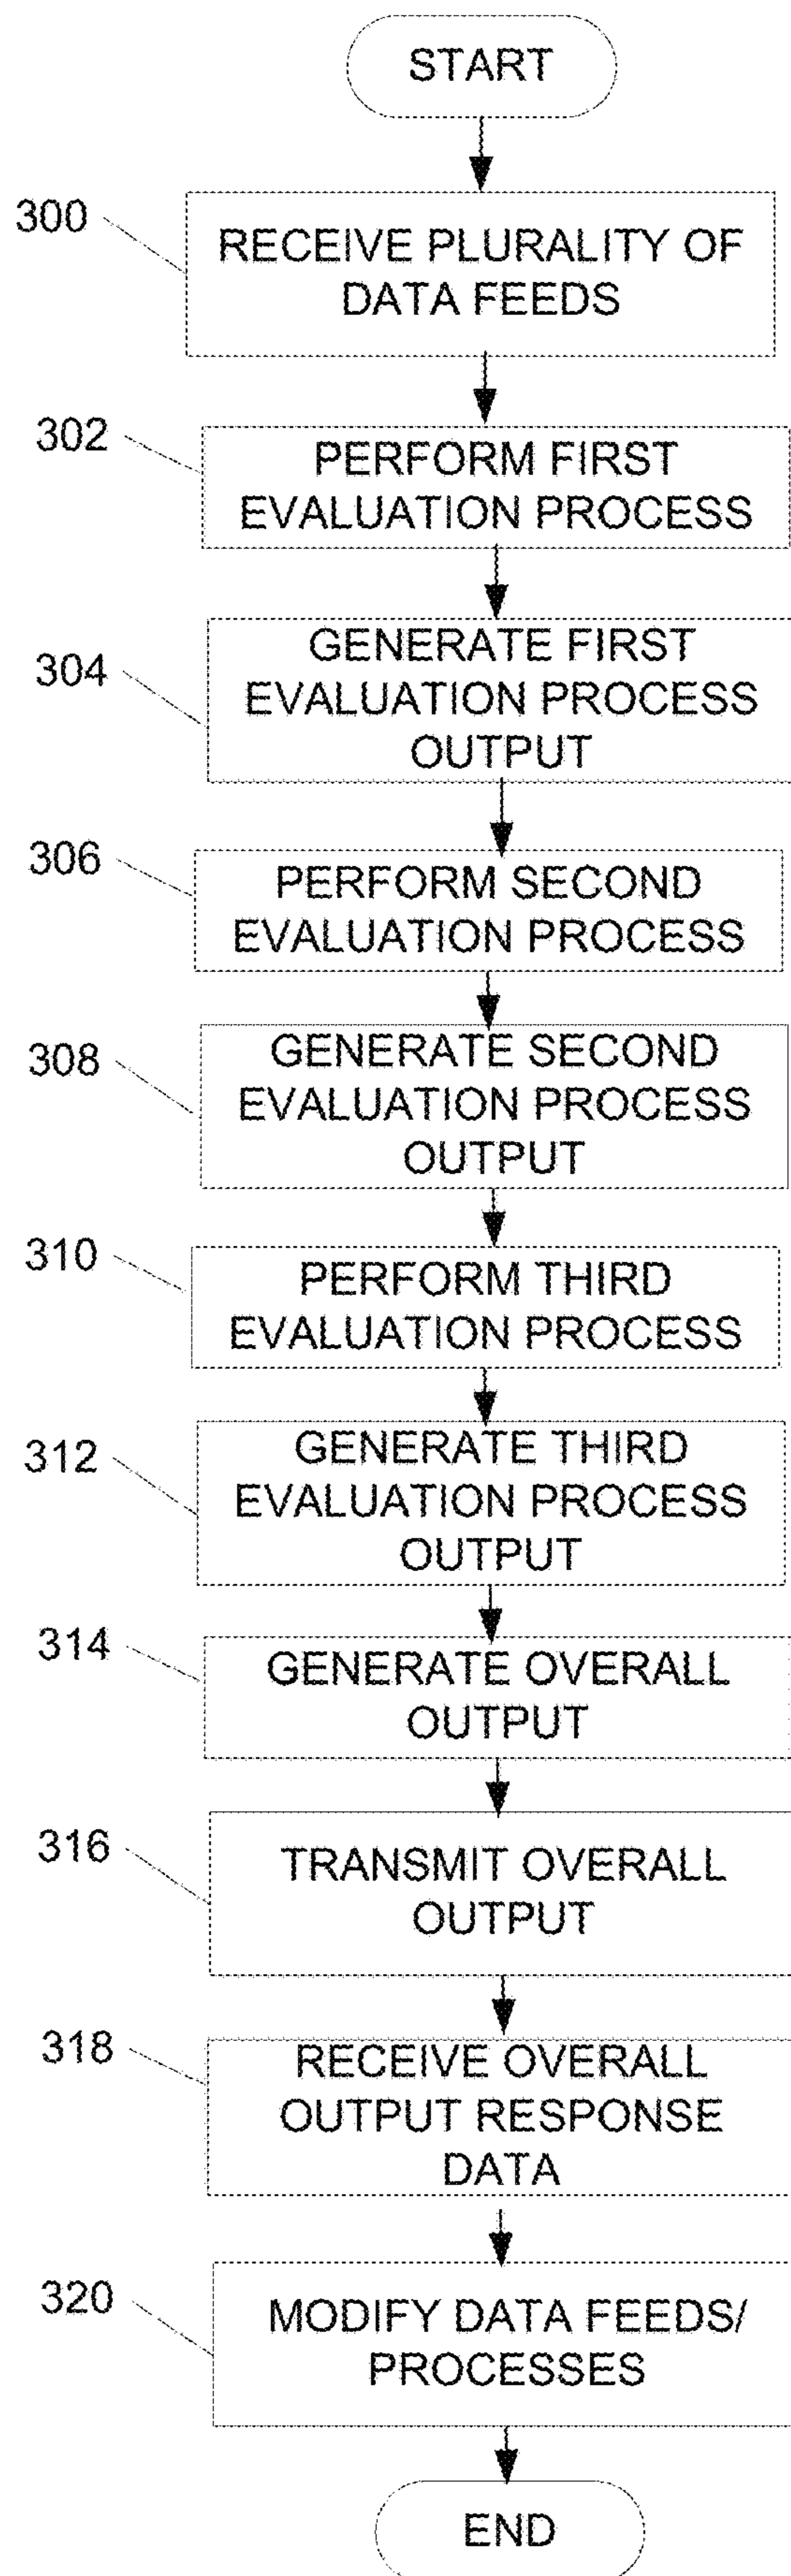 START
300
RECEIVE PLURALITY OF
DATA FEEDS
302
PERFORM FIRST
EVALUATION PROCESS
304
GENERATE FIRST
EVALUATION PROCESS
OUTPUT
306
PERFORM SECOND
EVALUATION PROCESS
308
GENERATE SECOND
EVALUATION PROCESS
OUTPUT
310
PERFORM THIRD
EVALUATION PROCESS
312
GENERATE THIRD
EVALUATION PROCESS
OUTPUT
314
GENERATE OVERALL
OUTPUT
316
TRANSMIT OVERALL
OUTPUT
318
RECEIVE OVERALL
OUTPUT RESPONSE
DATA
320
MODIFY DATA FEEDS/
PROCESSES
END